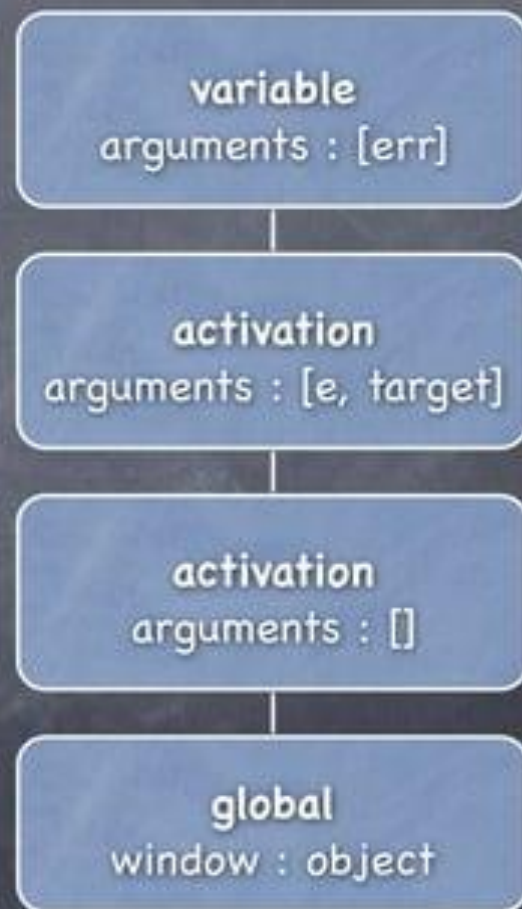 variable
arguments : [err]
activation
arguments : [e, target]
activation
arguments : []
global
window : object